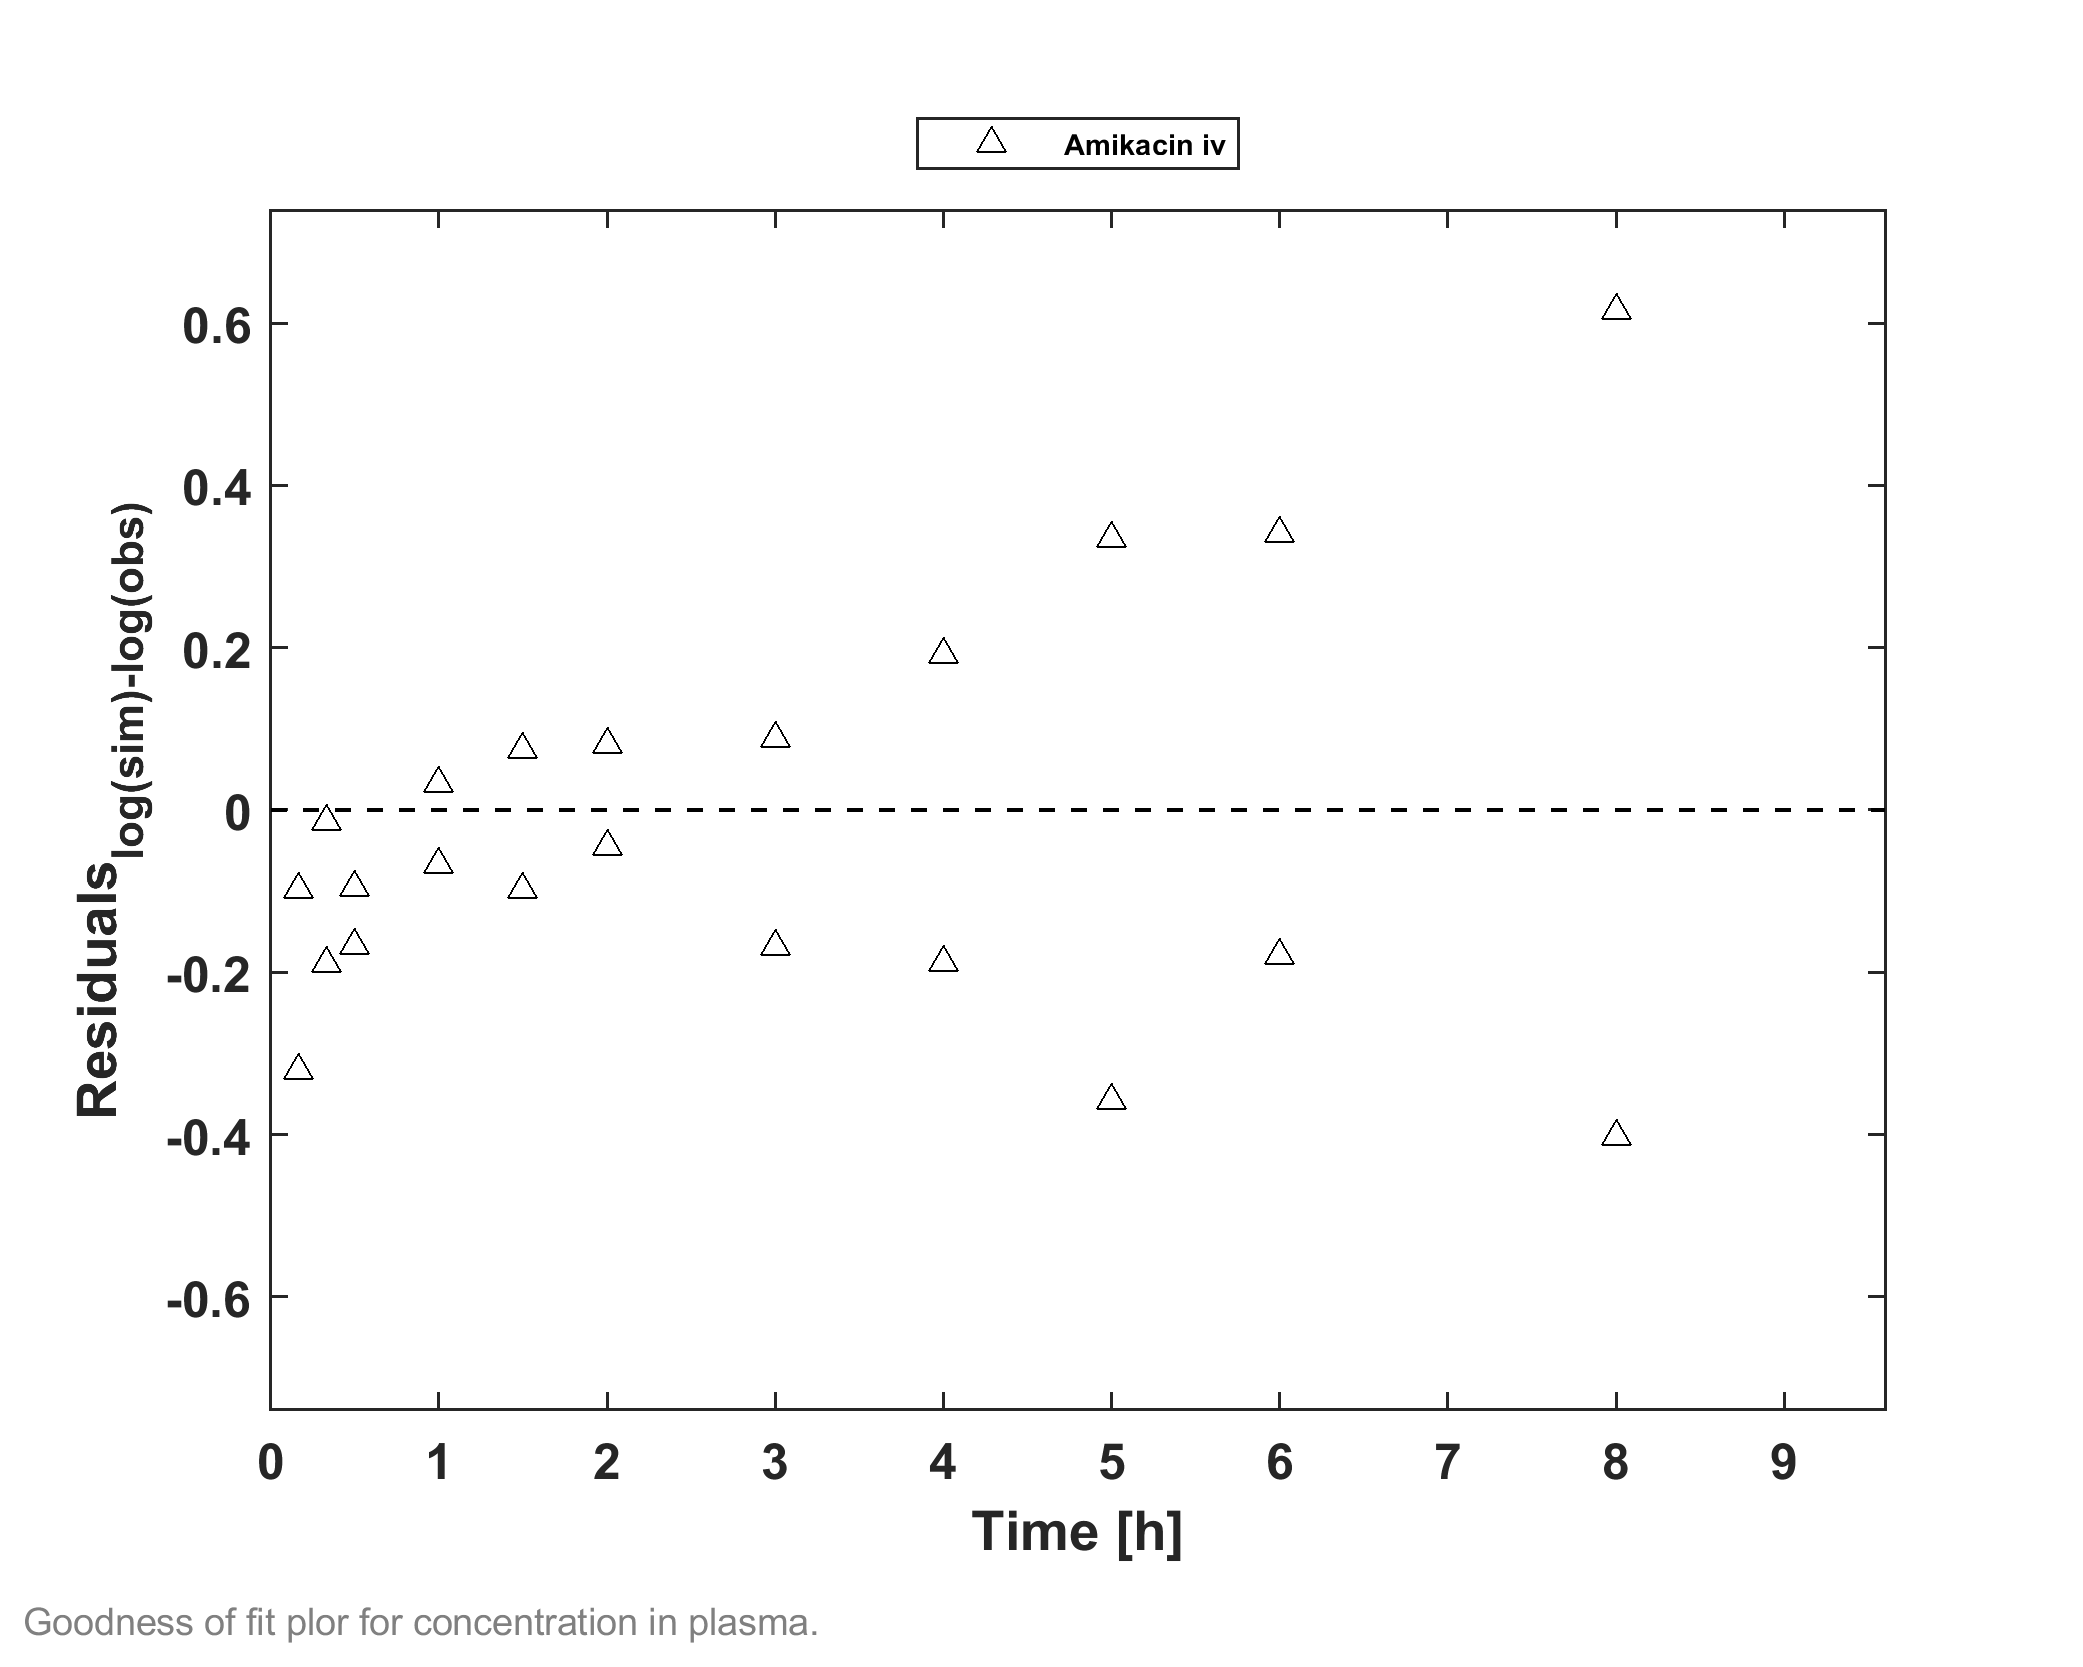 Amikacin iv
0.6
0.4
0.2
0
-0.2
-0.4
-0.6
Residuals log(sim)-log(obs)
0 1 2 3 4 5 6 7 8 9
Time [h]
Goodness of fit plor for concentration in plasma.